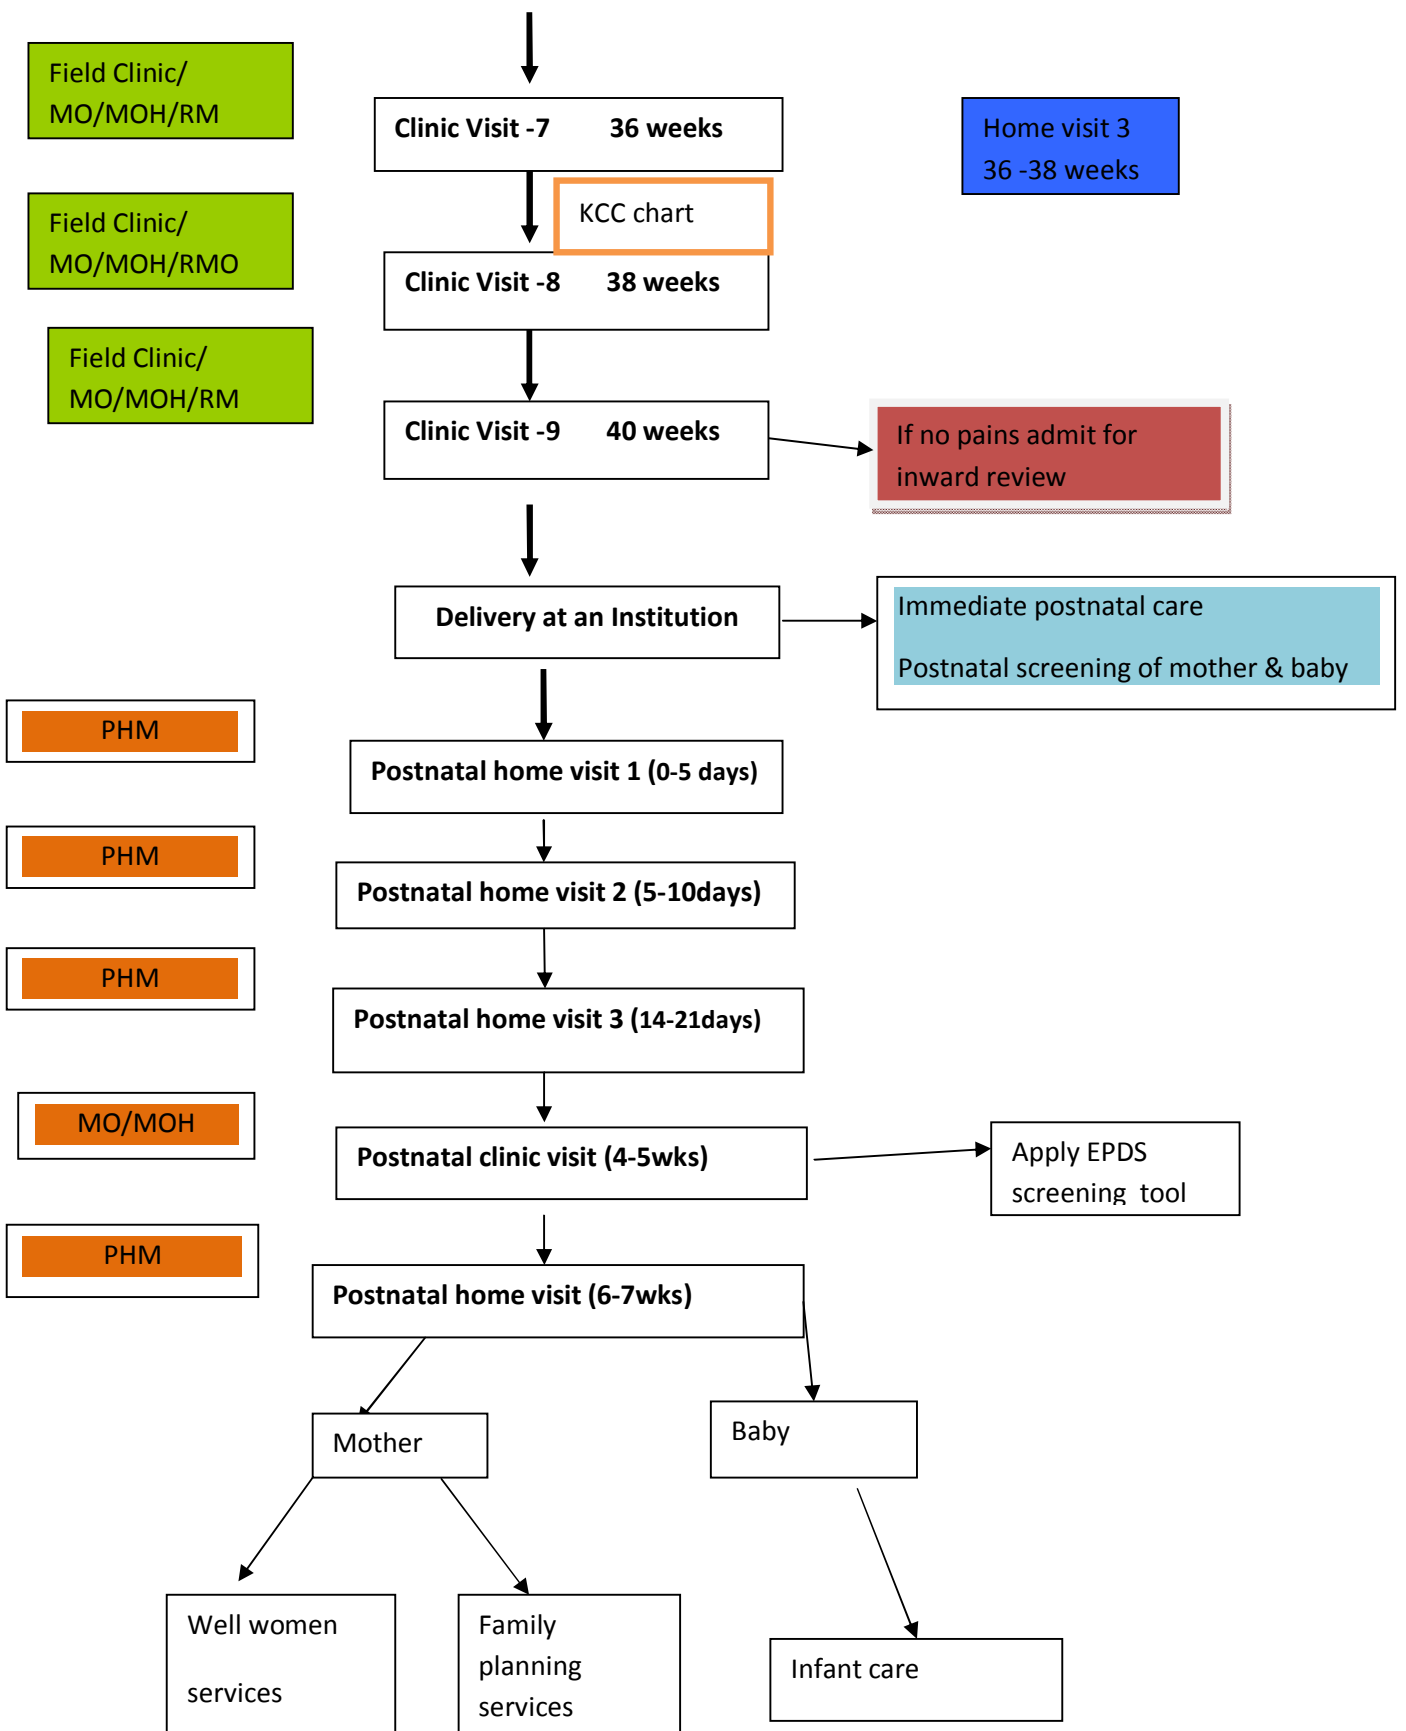 Field Clinic/
MO/MOH/RM
Clinic Visit -7 36 weeks
Home visit 3
36 -38 weeks
KCC chart
Field Clinic/
MO/MOH/RMO
Clinic Visit -8 38 weeks
Field Clinic/
MO/MOH/RM
Clinic Visit -9 40 weeks
If no pains admit for
inward review
Delivery at an Institution
Immediate postnatal care
Postnatal screening of mother & baby
PHM
Postnatal home visit 1 (0-5 days)
PHM
Postnatal home visit 2 (5-10days)
PHM
Postnatal home visit 3 (14-21days)
MO/MOH
Postnatal clinic visit (4-5wks)
Apply EPDS
screening tool
PHM
Postnatal home visit (6-7wks)
Mother
Baby
Well women
services
Family
planning
services
Infant care